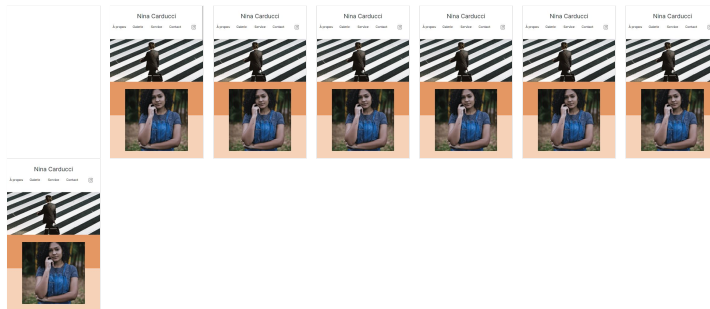 Nina Carducci Nina Carducci Nina Carducci Nina Carducci Nina Carducci Nina Carducci
À propos Galerie Service Contact À propos Galerie Service Contact À propos Galerie Service Contact À propos Galerie Service Contact À propos Galerie Service Contact À propos Galerie Service Contact
Nina Carducci
À propos Galerie Service Contact